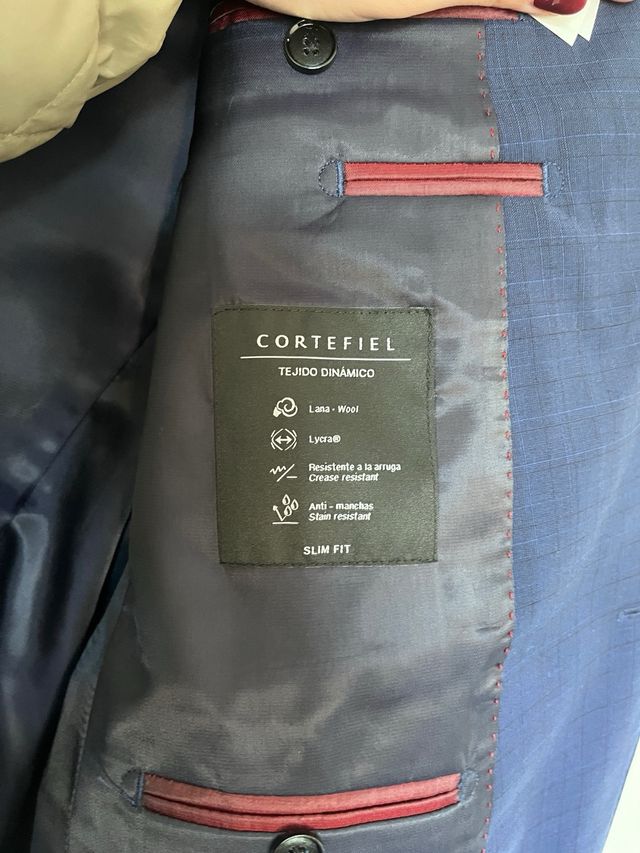 CORTEFIEL
TEJIDO DINÁMICO
Lana - Wool
Lycra®
Resistente a la arruga
Crease resistant
Anti - manchas
Stain resistant
SLIM FIT